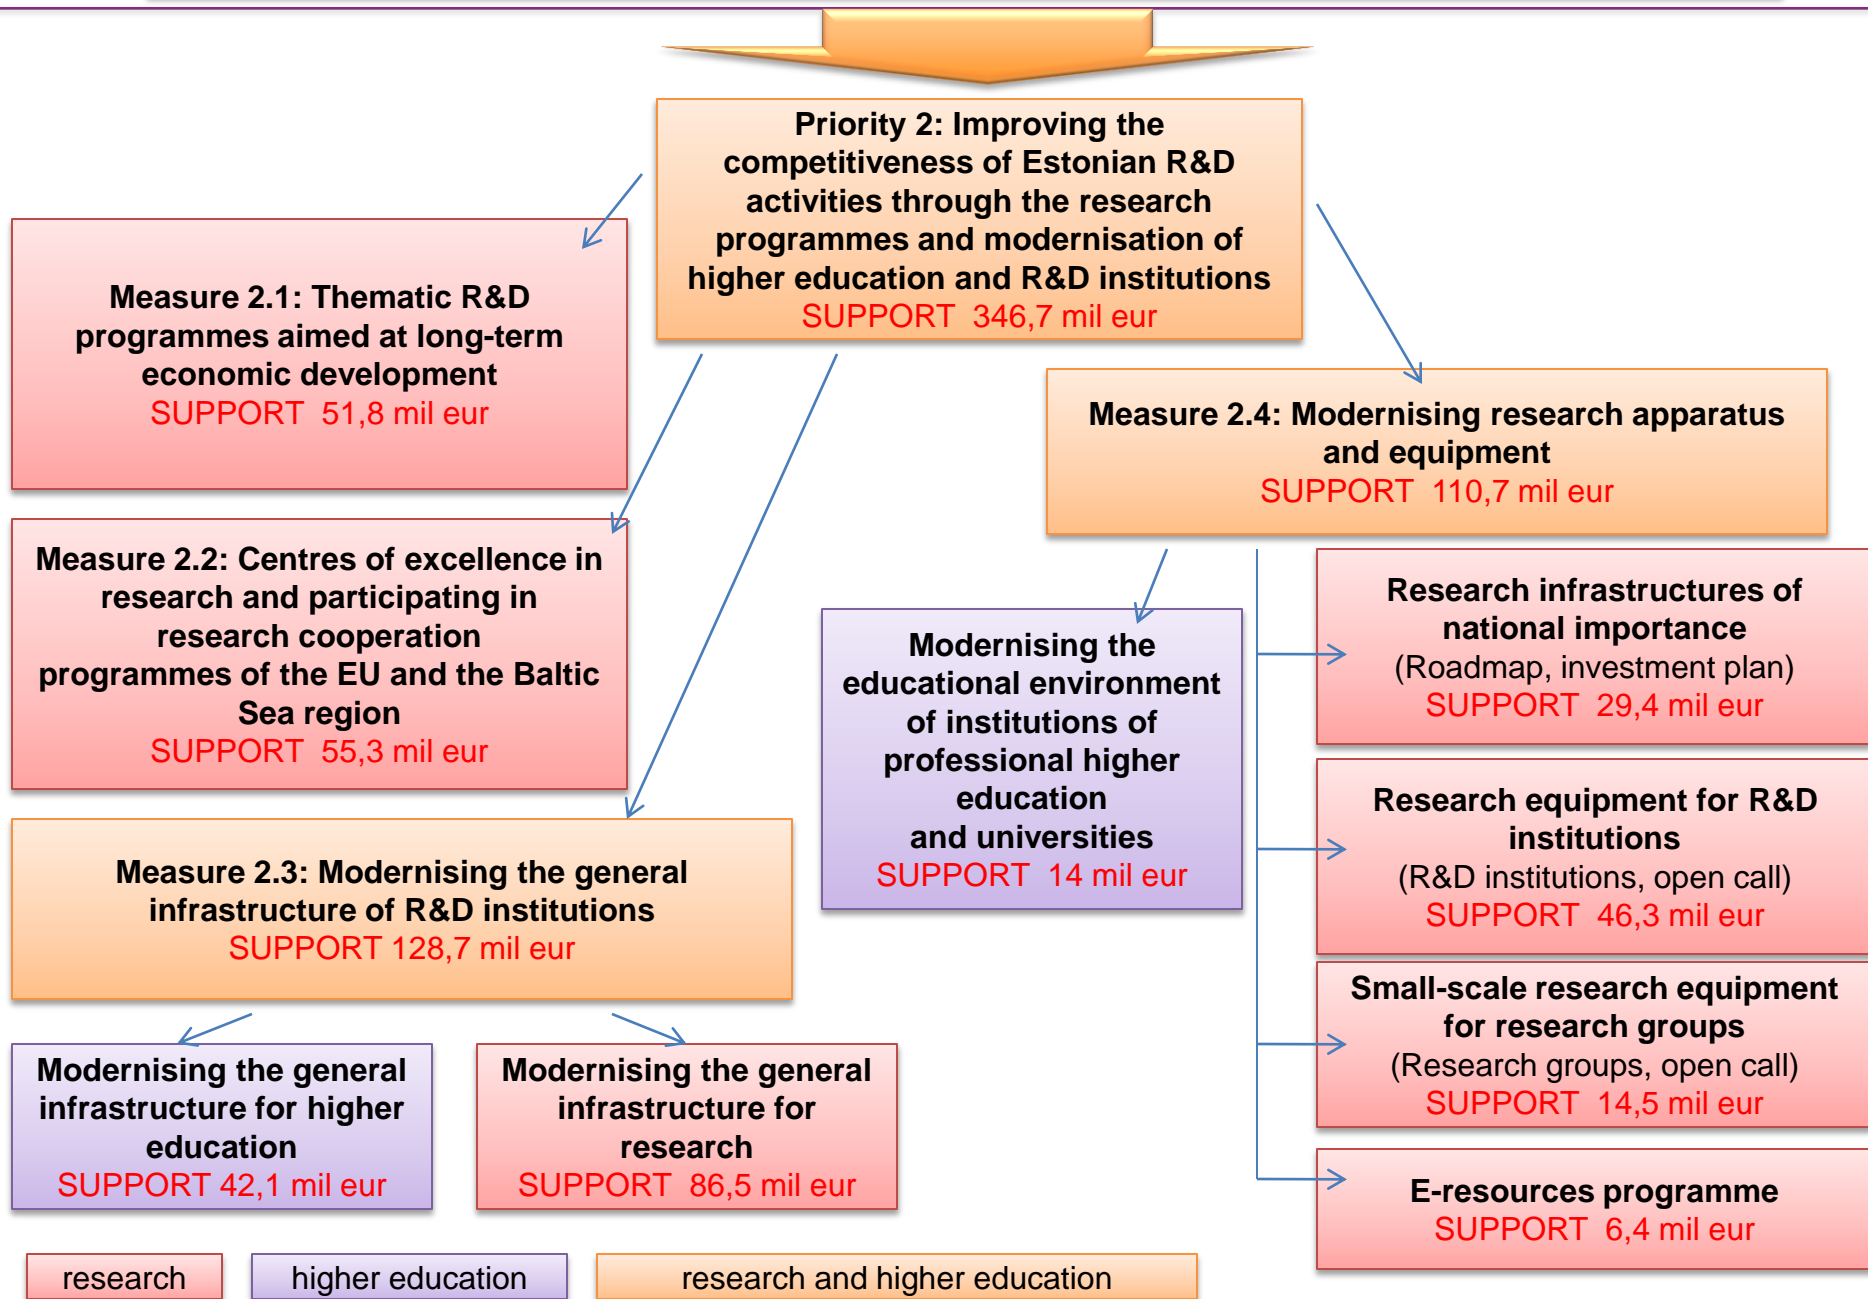 Priority 2: Improving the
competitiveness of Estonian R&D
activities through the research
programmes and modernisation of
higher education and R&D institutions
SUPPORT 346,7 mil eur
Measure 2.1: Thematic R&D
programmes aimed at long-term
economic development
SUPPORT 51,8 mil eur
Measure 2.2: Centres of excellence in
research and participating in
research cooperation
programmes of the EU and the Baltic
Sea region
SUPPORT 55,3 mil eur
Measure 2.3: Modernising the general
infrastructure of R&D institutions
SUPPORT 128,7 mil eur
Modernising the general
infrastructure for higher
education
SUPPORT 42,1 mil eur
Modernising the general
infrastructure for
research
SUPPORT 86,5 mil eur
Measure 2.4: Modernising research apparatus
and equipment
SUPPORT 110,7 mil eur
Modernising the
educational environment
of institutions of
professional higher
education
and universities
SUPPORT 14 mil eur
Research infrastructures of
national importance
(Roadmap, investment plan)
SUPPORT 29,4 mil eur
Research equipment for R&D
institutions
(R&D institutions, open call)
SUPPORT 46,3 mil eur
Small-scale research equipment
for research groups
(Research groups, open call)
SUPPORT 14,5 mil eur
E-resources programme
SUPPORT 6,4 mil eur
research
higher education
research and higher education